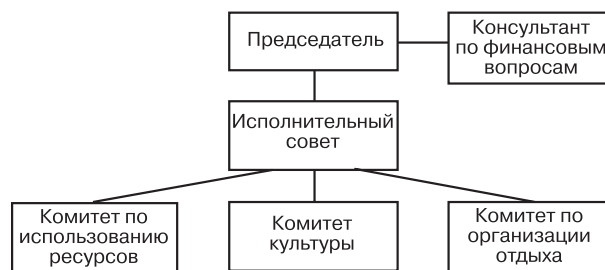 Председатель
Консультант
по финансовым
вопросам
Исполнительный
совет
Комитет по
использованию
ресурсов
Комитет
культуры
Комитет по
организации
отдыха